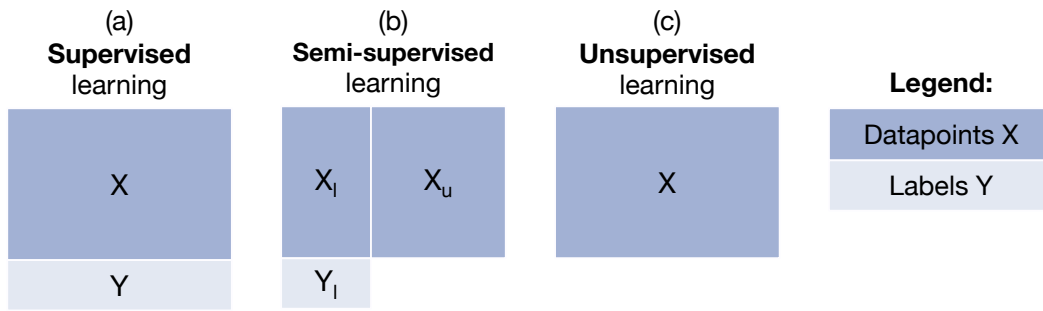 (a)
Supervised
learning
X
Y
(b)
Semi-supervised
learning
Xₗ
Xᵤ
Yₗ
(c)
Unsupervised
learning
X
Legend:
Datapoints X
Labels Y